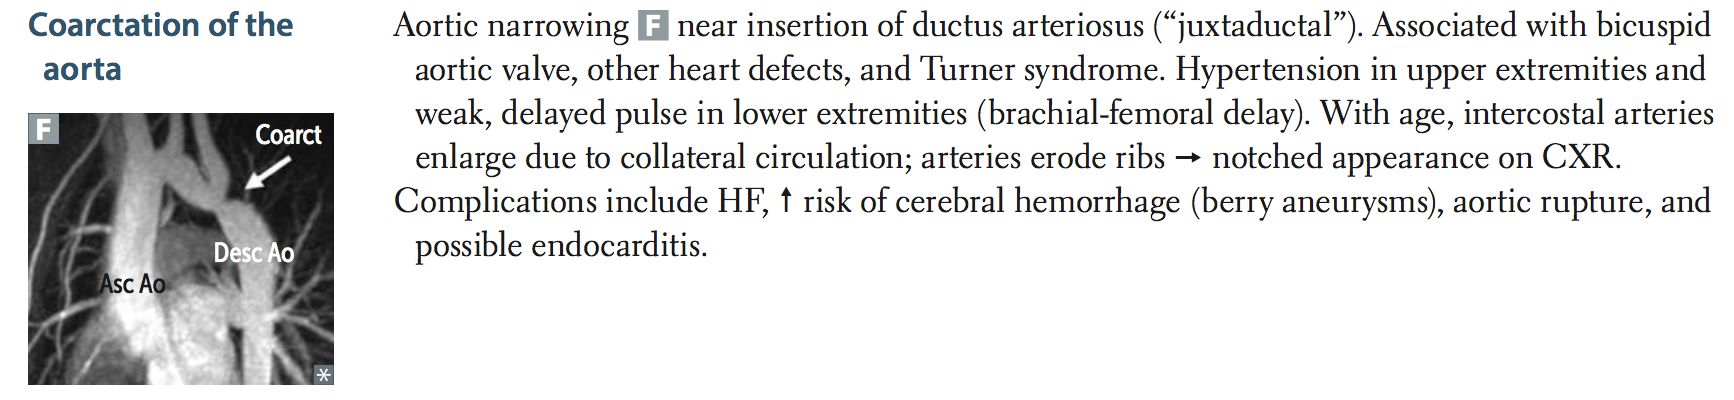 Coarctation of the
aorta
F
Coarct
Desc Ao
Asc Ao
*
Aortic narrowing F near insertion of ductus arteriosus (“juxtaductal”). Associated with bicuspid
aortic valve, other heart defects, and Turner syndrome. Hypertension in upper extremities and
weak, delayed pulse in lower extremities (brachial-femoral delay). With age, intercostal arteries
enlarge due to collateral circulation; arteries erode ribs → notched appearance on CXR.
Complications include HF, ↑ risk of cerebral hemorrhage (berry aneurysms), aortic rupture, and
possible endocarditis.